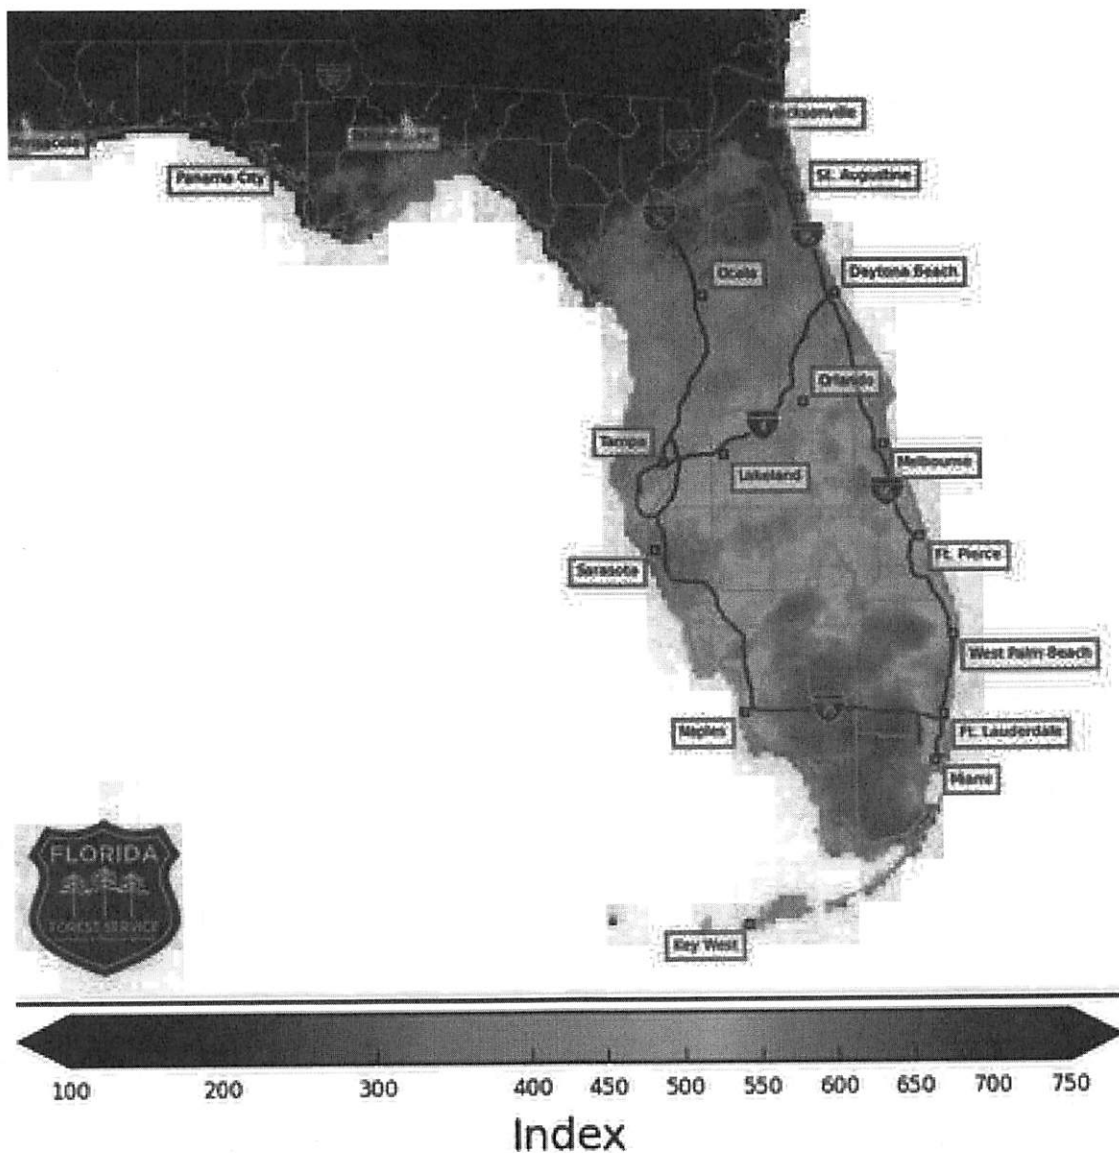 Jacksonville
Pensacola
Panama City
St. Augustine
Ocala
Daytona Beach
Orlando
Tampa
Lakeland
Melbourne
Sarasota
Ft. Pierce
West Palm Beach
Naples
Ft. Lauderdale
Miami
FLORIDA
FOREST SERVICE
Key West
100 200 300 400 450 500 550 600 650 700 750
Index